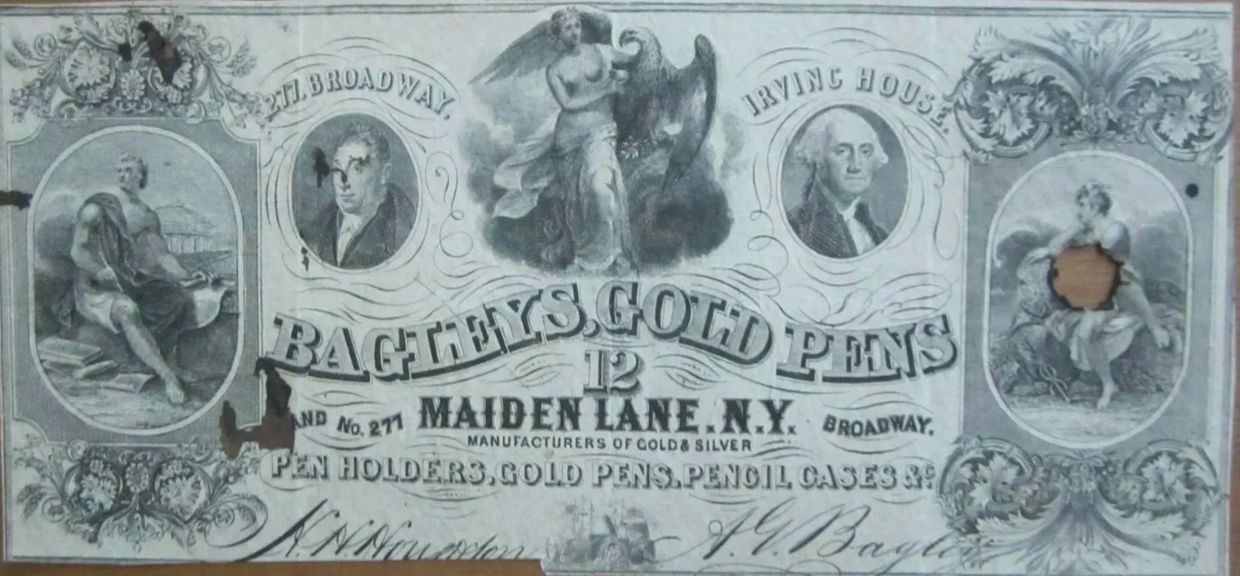 277, BROADWAY.
IRVING HOUSE.
BAGLEYS, GOLD PENS
12
AND No. 277 MAIDEN LANE. N.Y. BROADWAY.
MANUFACTURERS OF GOLD & SILVER
PEN HOLDERS, GOLD PENS, PENCIL CASES &c
A.G. Bagley